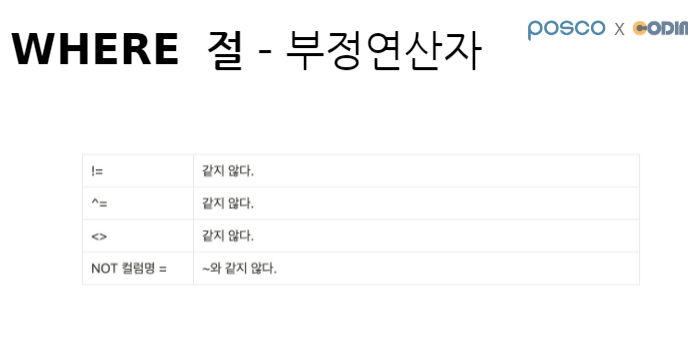 posco x CODIN
WHERE 절 - 부정연산자
!= 같지 않다.
^= 같지 않다.
<> 같지 않다.
NOT 컬럼명 = ~와 같지 않다.